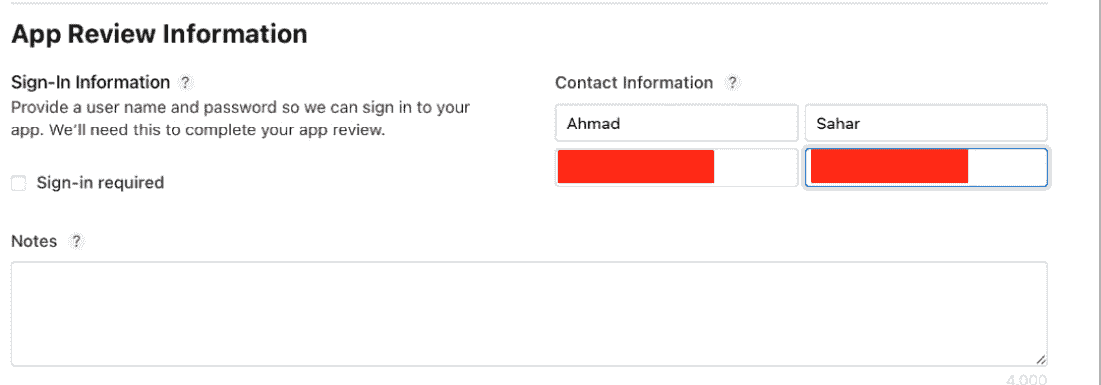 App Review Information
Sign-In Information ?
Provide a user name and password so we can sign in to your
app. We'll need this to complete your app review.
Sign-in required
Contact Information ?
Ahmad
Sahar
Notes ?
4,000